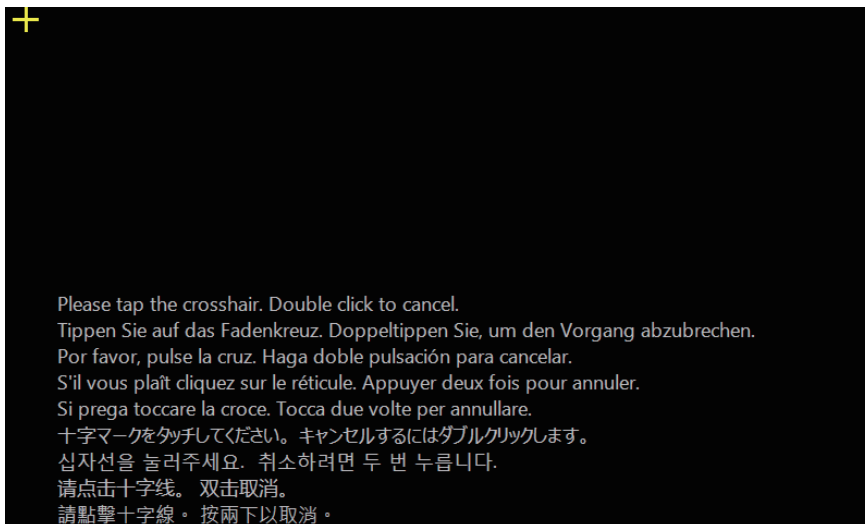 Please tap the crosshair. Double click to cancel.
Tippen Sie auf das Fadenkreuz. Doppeltippen Sie, um den Vorgang abzubrechen.
Por favor, pulse la cruz. Haga doble pulsación para cancelar.
S'il vous plaît cliquez sur le réticule. Appuyer deux fois pour annuler.
Si prega toccare la croce. Tocca due volte per annullare.
十字マークをタッチしてください。キャンセルするにはダブルクリックします。
십자선을 눌러주세요. 취소하려면 두 번 누릅니다.
请点击十字线。 双击取消。
請點擊十字線。 按兩下以取消。